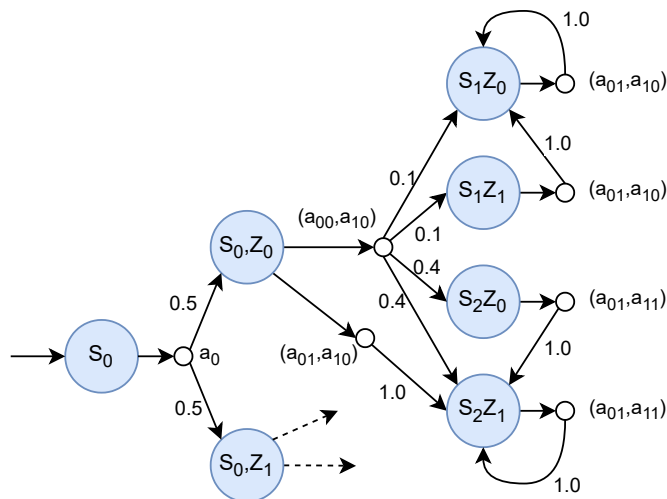 1.0
S₁Z₀
(a₀₁,a₁₀)
1.0
0.1
S₁Z₁
(a₀₁,a₁₀)
(a₀₀,a₁₀)
0.1
S₀,Z₀
0.4
S₂Z₀
(a₀₁,a₁₁)
0.5
0.4
S₀
a₀
(a₀₁,a₁₀)
1.0
1.0
0.5
S₂Z₁
(a₀₁,a₁₁)
S₀,Z₁
1.0